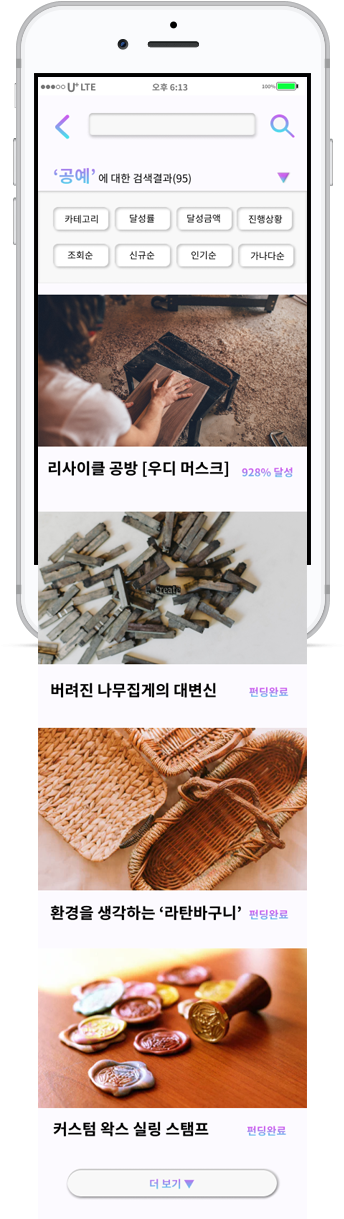 U+ LTE 오후 6:13 100%
‘공예’ 에 대한 검색결과(95)
카테고리 달성률 달성금액 진행상황
조회순 신규순 인기순 가나다순
리사이클 공방 [우디 머스크] 928% 달성
create
버려진 나무집게의 대변신 펀딩완료
환경을 생각하는 ‘라탄바구니’ 펀딩완료
커스텀 왁스 실링 스탬프 펀딩완료
더 보기